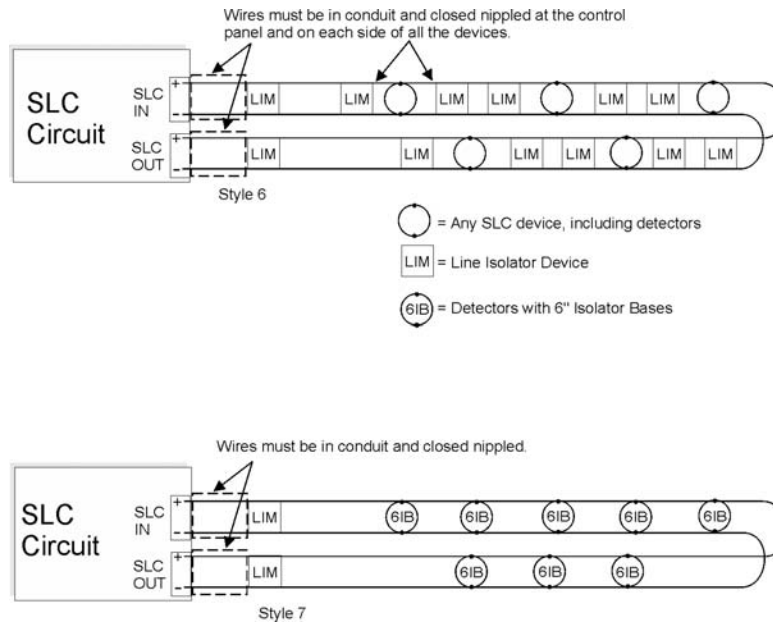 Wires must be in conduit and closed nippled at the control
panel and on each side of all the devices.
SLC
Circuit
SLC
IN
+
-
LIM LIM LIM LIM LIM LIM
SLC
OUT
+
-
LIM LIM LIM LIM LIM LIM
Style 6
= Any SLC device, including detectors
LIM = Line Isolator Device
6IB = Detectors with 6" Isolator Bases
Wires must be in conduit and closed nippled.
SLC
Circuit
SLC
IN
+
-
LIM 6IB 6IB 6IB 6IB 6IB
SLC
OUT
+
-
LIM 6IB 6IB 6IB
Style 7